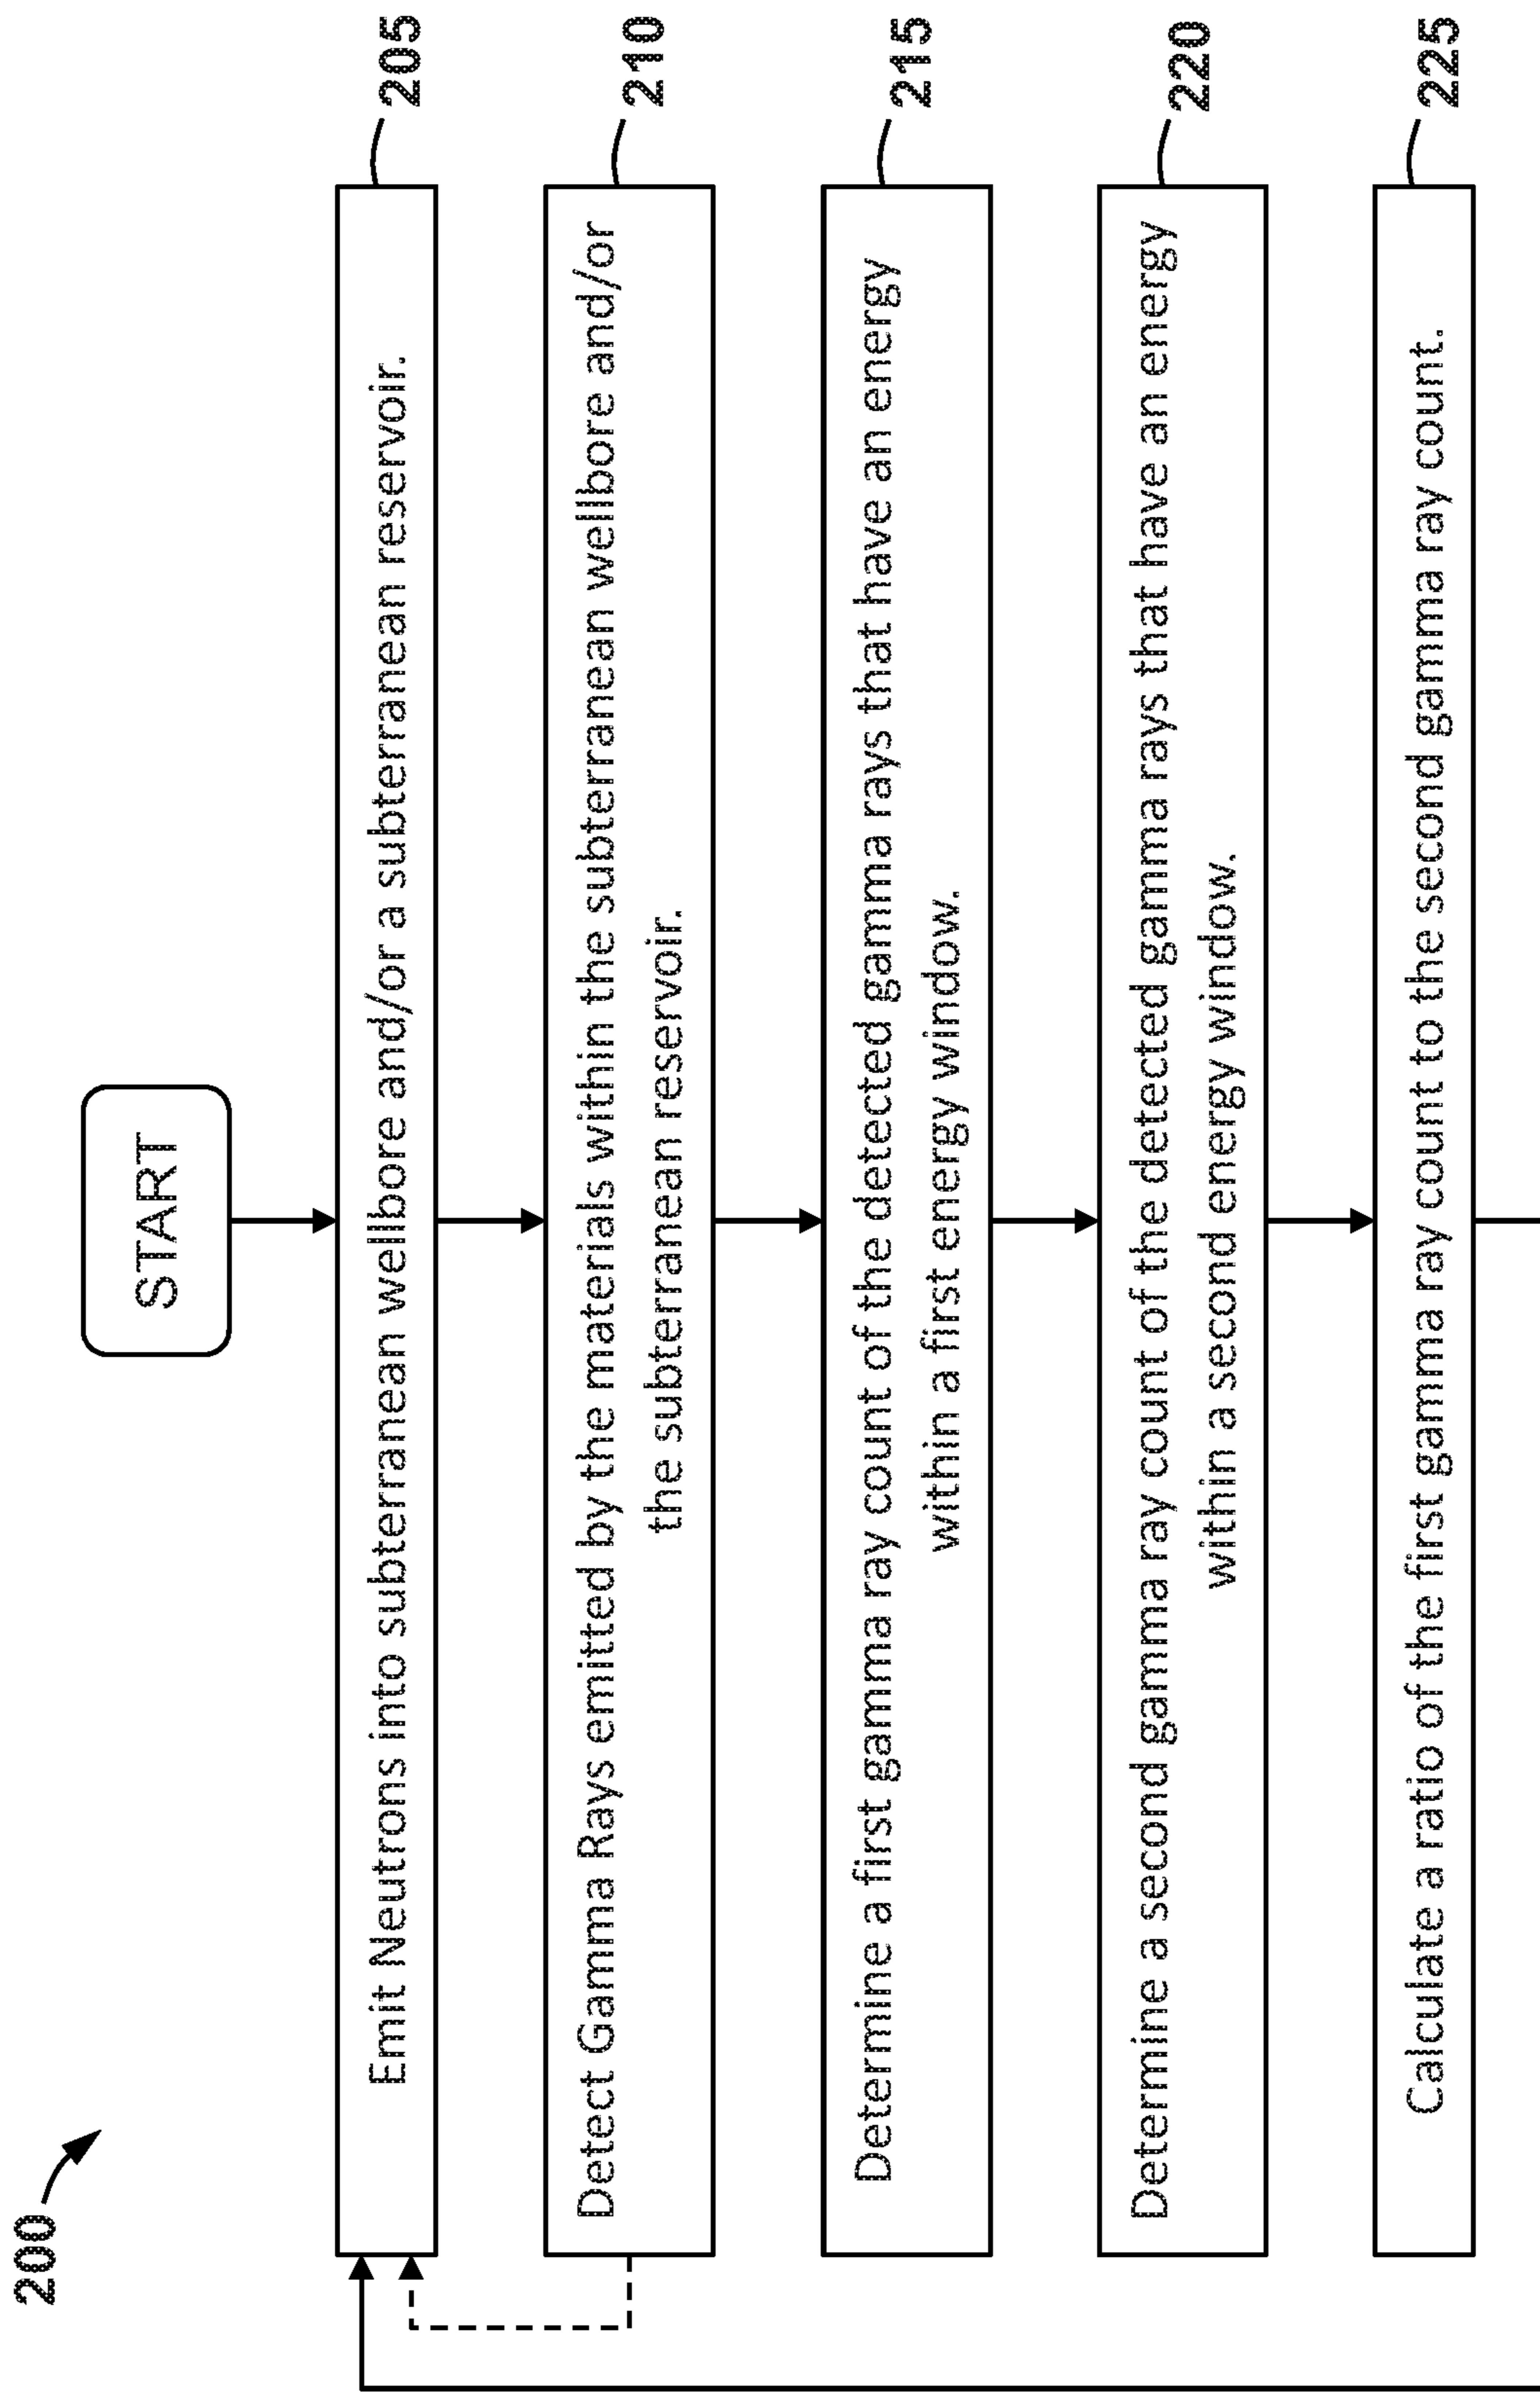 200
START
Emit Neutrons into subterranean wellbore and/or a subterranean reservoir.
205
Detect Gamma Rays emitted by the materials within the subterranean wellbore and/or
the subterranean reservoir.
210
Determine a first gamma ray count of the detected gamma rays that have an energy
within a first energy window.
215
Determine a second gamma ray count of the detected gamma rays that have an energy
within a second energy window.
220
Calculate a ratio of the first gamma ray count to the second gamma ray count.
225